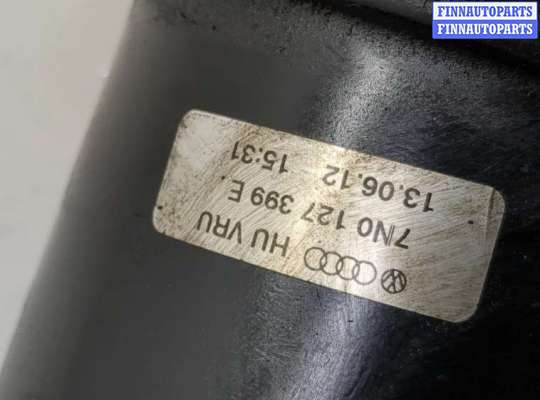 FINNAUTOPARTS
FINNAUTOPARTS
HU VRU
7N0 127 399 E
13.06.12 15:31